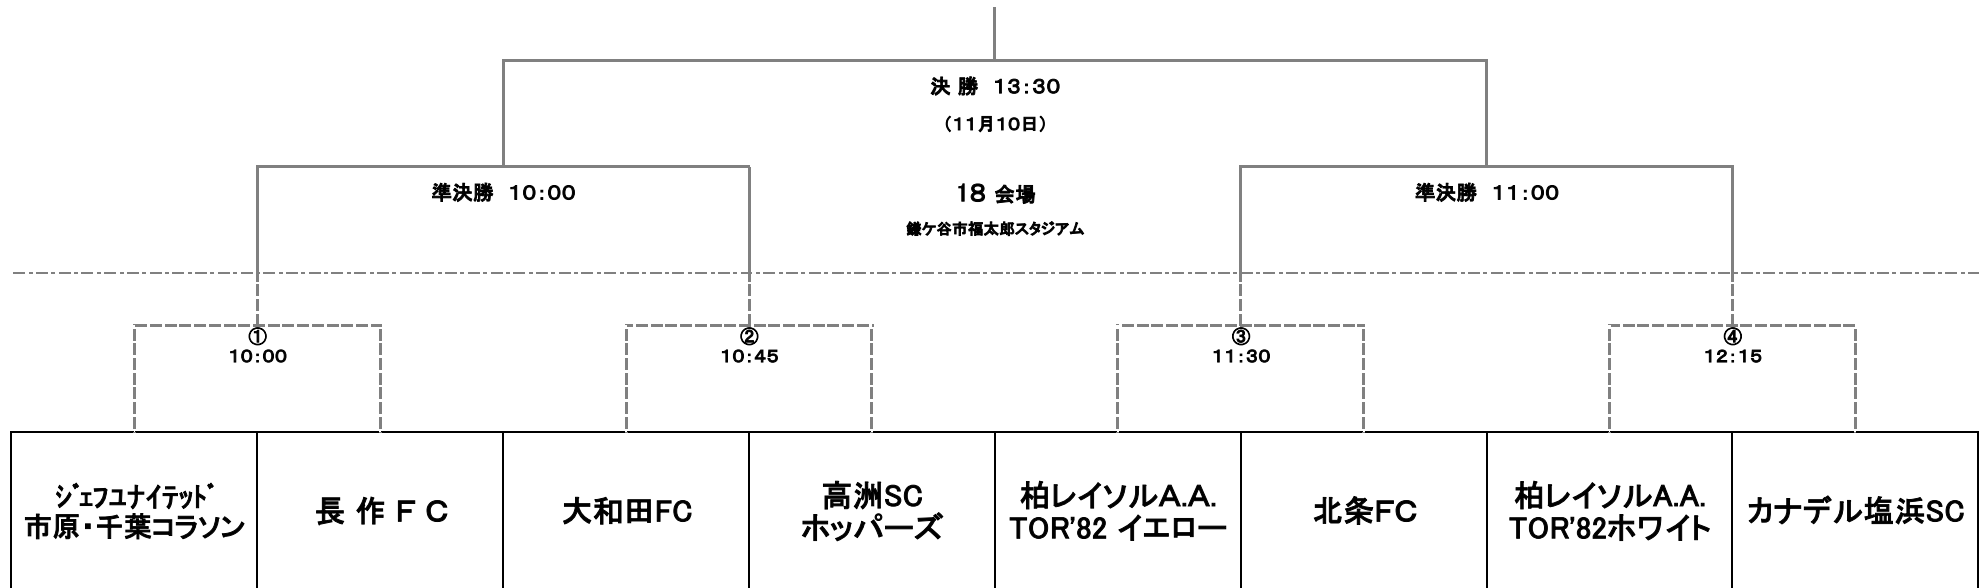 決 勝　13:30
（11月10日）
準決勝　10:00
18 会場
準決勝　11:00
鎌ケ谷市福太郎スタジアム
①
10:00
②
10:45
③
11:30
④
12:15
ｼﾞｪﾌﾕﾅｲﾃｯﾄﾞ
市原・千葉コラソン
長 作 F C
大和田FC
高洲SC
ホッパーズ
柏レイソルA.A.
TOR'82 イエロー
北条FC
柏レイソルA.A.
TOR'82ホワイト
カナデル塩浜SC